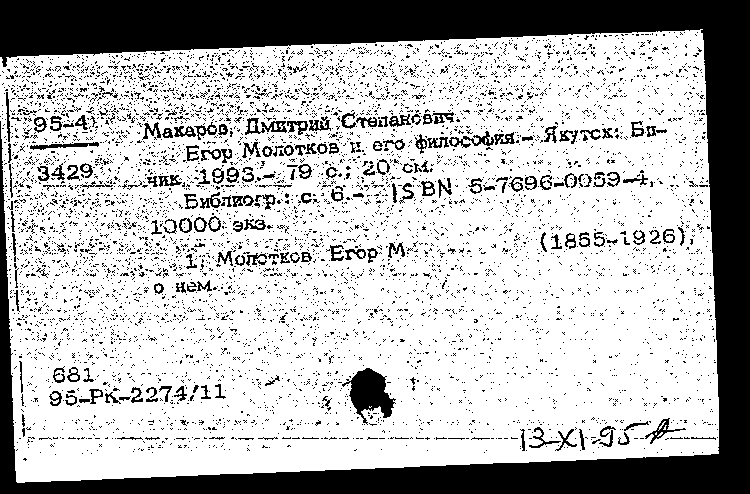 95-4
3429
Макаров, Дмитрий Степанович.
Егор Молотков и его философия.- Якутск: Би-
чик, 1993.- 79 с.; 20 см.
Библиогр.: с. 6.- ISBN 5-7696-0059-4,
10000 экз.
1. Молотков Егор М (1855-1926),
о нем.
681
95-РК-2274/11
13-XI-95